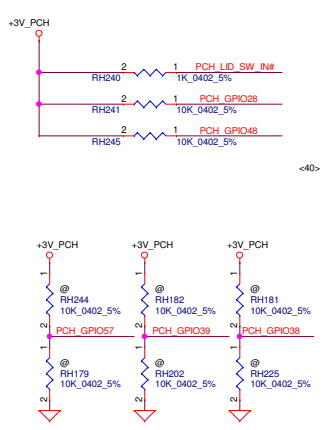 +3V_PCH
2 1 PCH_LID_SW_IN#
RH240 1K_0402_5%
2 1 PCH_GPIO28
RH241 10K_0402_5%
2 1 PCH_GPIO48
RH245 10K_0402_5%
<40>
+3V_PCH +3V_PCH +3V_PCH
1 1 1
@ @ @
RH244 RH182 RH181
10K_0402_5% 10K_0402_5% 10K_0402_5%
2 2 2
PCH_GPIO57 PCH_GPIO39 PCH_GPIO38
1 1 1
RH179 RH202 RH225
10K_0402_5% 10K_0402_5% 10K_0402_5%
2 2 2